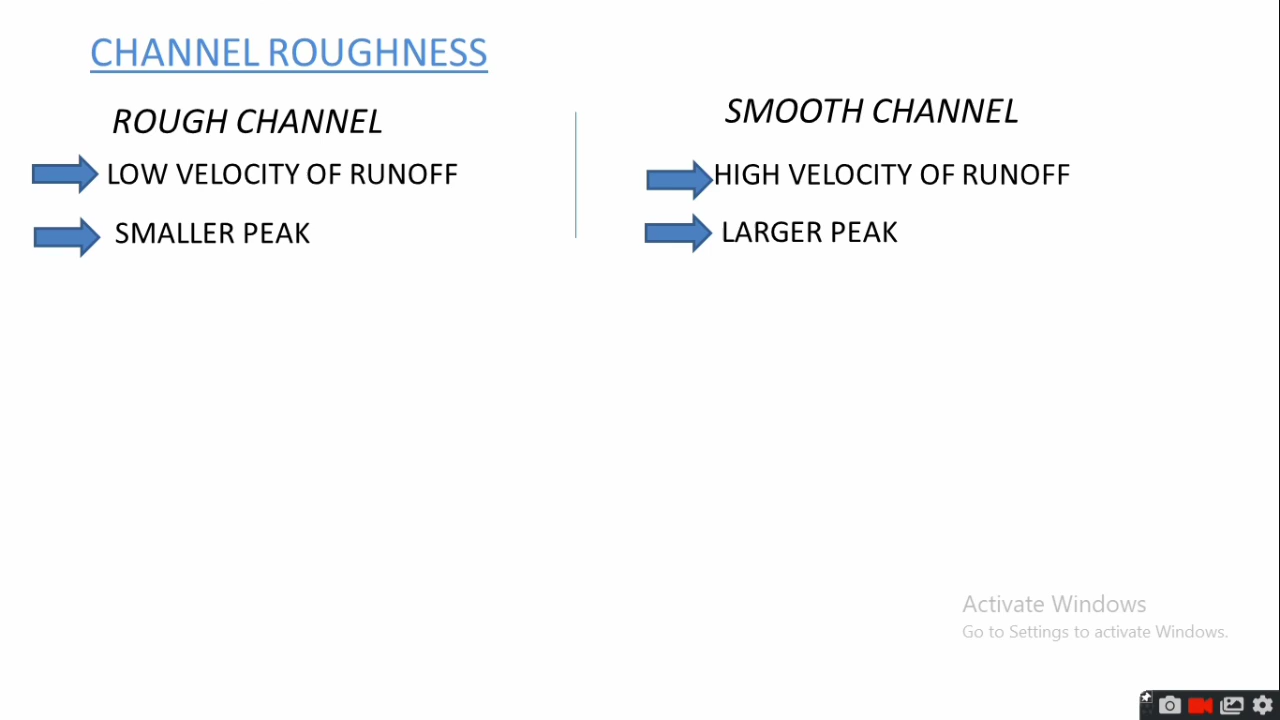 CHANNEL ROUGHNESS
ROUGH CHANNEL
LOW VELOCITY OF RUNOFF
SMALLER PEAK
SMOOTH CHANNEL
HIGH VELOCITY OF RUNOFF
LARGER PEAK
Activate Windows
Go to Settings to activate Windows.